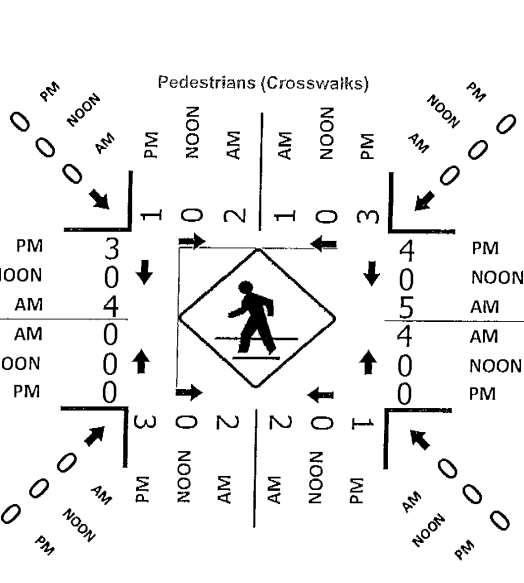 Pedestrians (Crosswalks)
PM NOON AM
0 0 0
PM NOON AM AM NOON PM
1 0 2 1 0 3
PM NOON AM
0 0 0
PM 3 4 PM
NOON 0 0 NOON
AM 4 5 AM
AM 0 4 AM
OON 0 0 NOON
PM 0 0 PM
3 0 2 2 0 1
PM NOON AM AM NOON PM
0 0 0
AM NOON PM
0 0 0
AM NOON PM